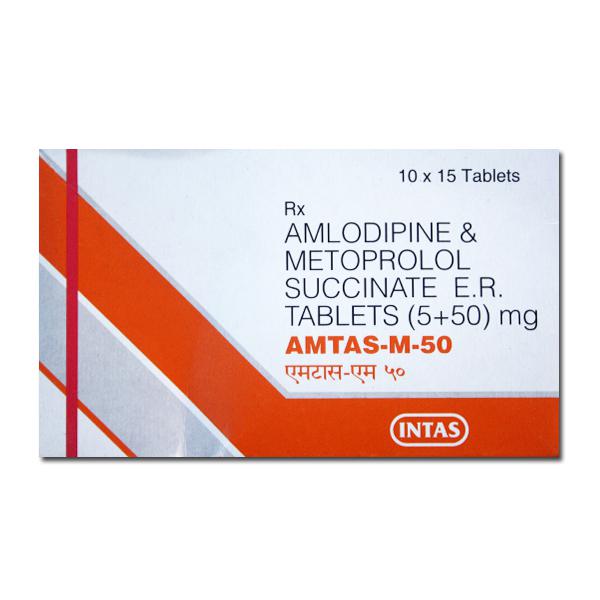 10 x 15 Tablets
Rx
AMLODIPINE &
METOPROLOL
SUCCINATE E.R.
TABLETS (5+50) mg
AMTAS-M-50
एमटास-एम ५०
INTAS